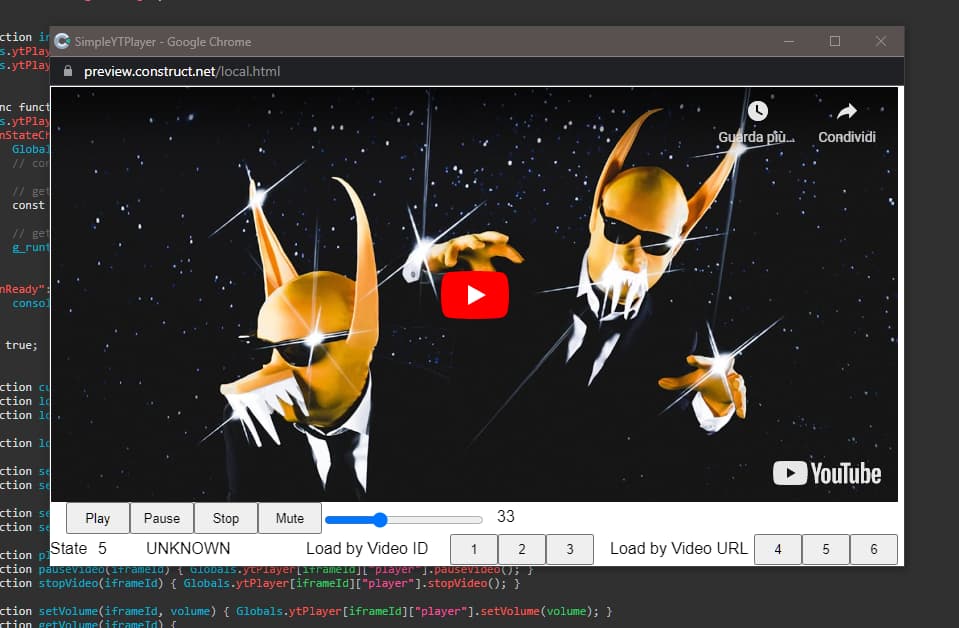 ction in
SimpleYTPlayer - Google Chrome
s.ytPlay
s.ytPlay
preview.construct.net/local.html
nc funct
s.ytPlay
nStateCh
Global
// con
Guarda più...
Condividi
// get
const
// get
g_runt
nReady":
consol
true;
ction cu
ction lo
ction lo
ction lo
ction se
ction se
YouTube
ction se
ction se
Play
Pause
Stop
Mute
33
State 5
UNKNOWN
Load by Video ID
1
2
3
Load by Video URL
4
5
6
ction pl
ction pauseVideo(iframeId) { Globals.ytPlayer[iframeId]["player"].pauseVideo(); }
ction stopVideo(iframeId) { Globals.ytPlayer[iframeId]["player"].stopVideo(); }
ction setVolume(iframeId, volume) { Globals.ytPlayer[iframeId]["player"].setVolume(volume); }
ction getVolume(iframeId) {